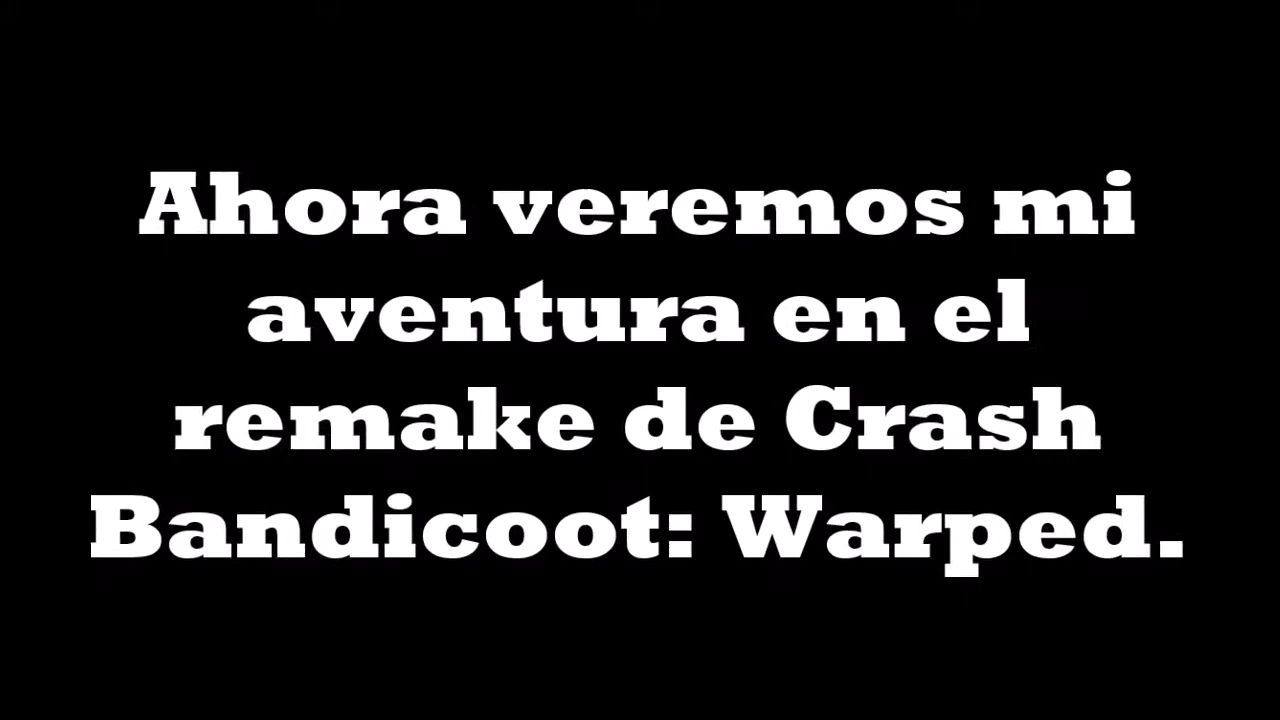 Ahora veremos mi
aventura en el
remake de Crash
Bandicoot: Warped.